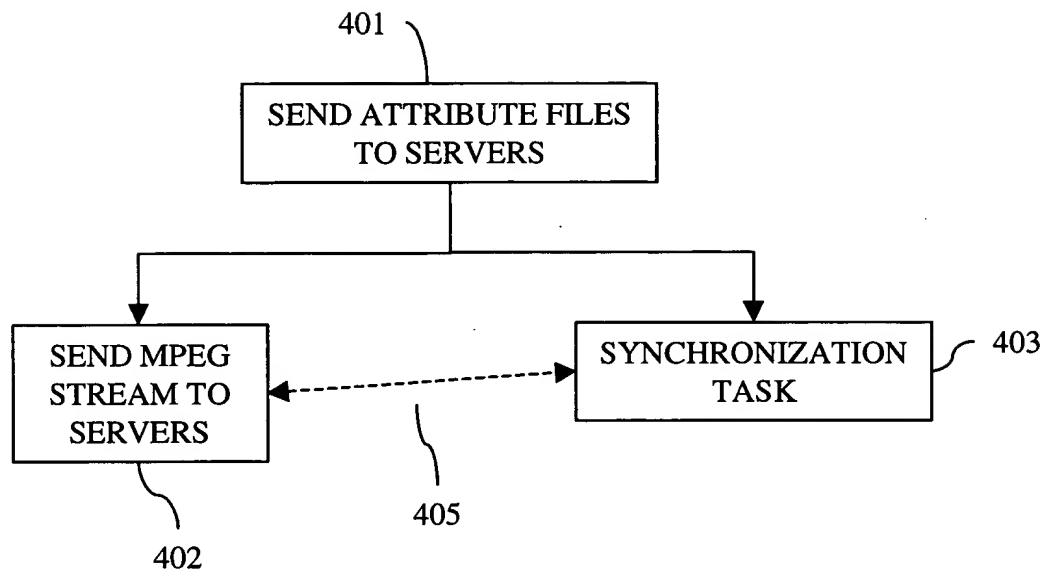 401
SEND ATTRIBUTE FILES
TO SERVERS
SEND MPEG
STREAM TO
SERVERS
SYNCHRONIZATION
TASK
403
405
402